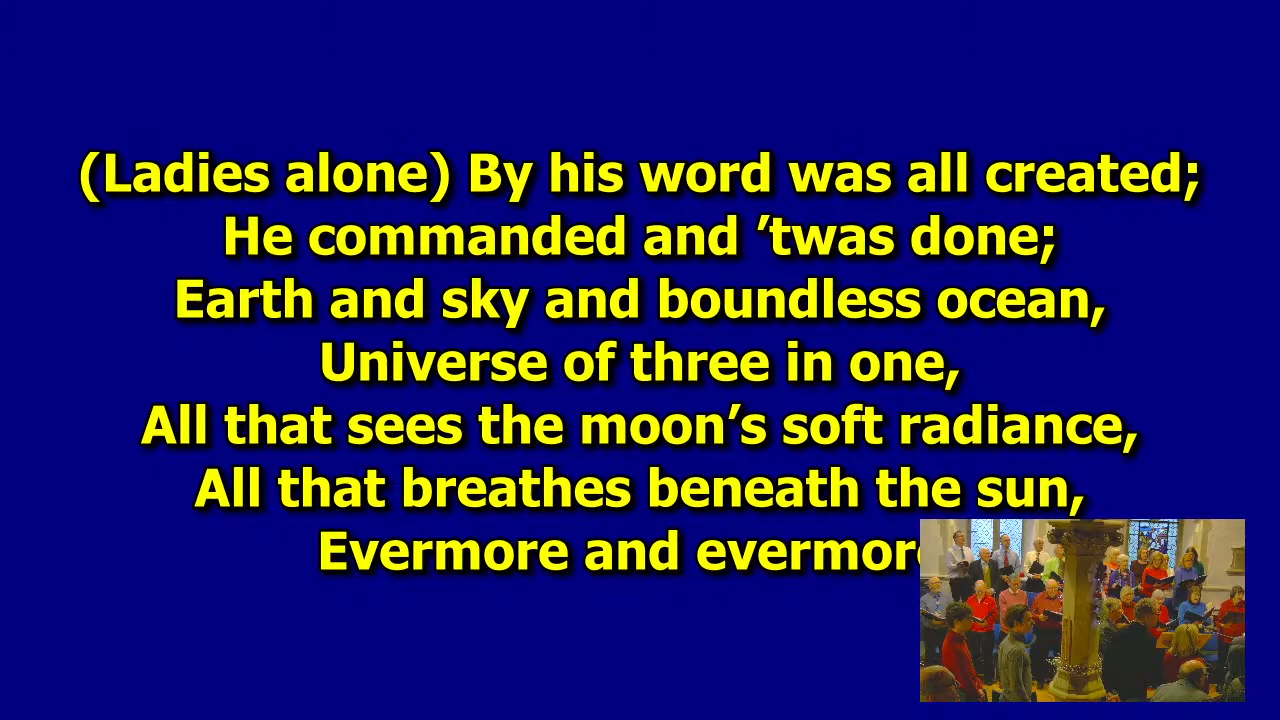 (Ladies alone) By his word was all created;
He commanded and ’twas done;
Earth and sky and boundless ocean,
Universe of three in one,
All that sees the moon’s soft radiance,
All that breathes beneath the sun,
Evermore and evermore